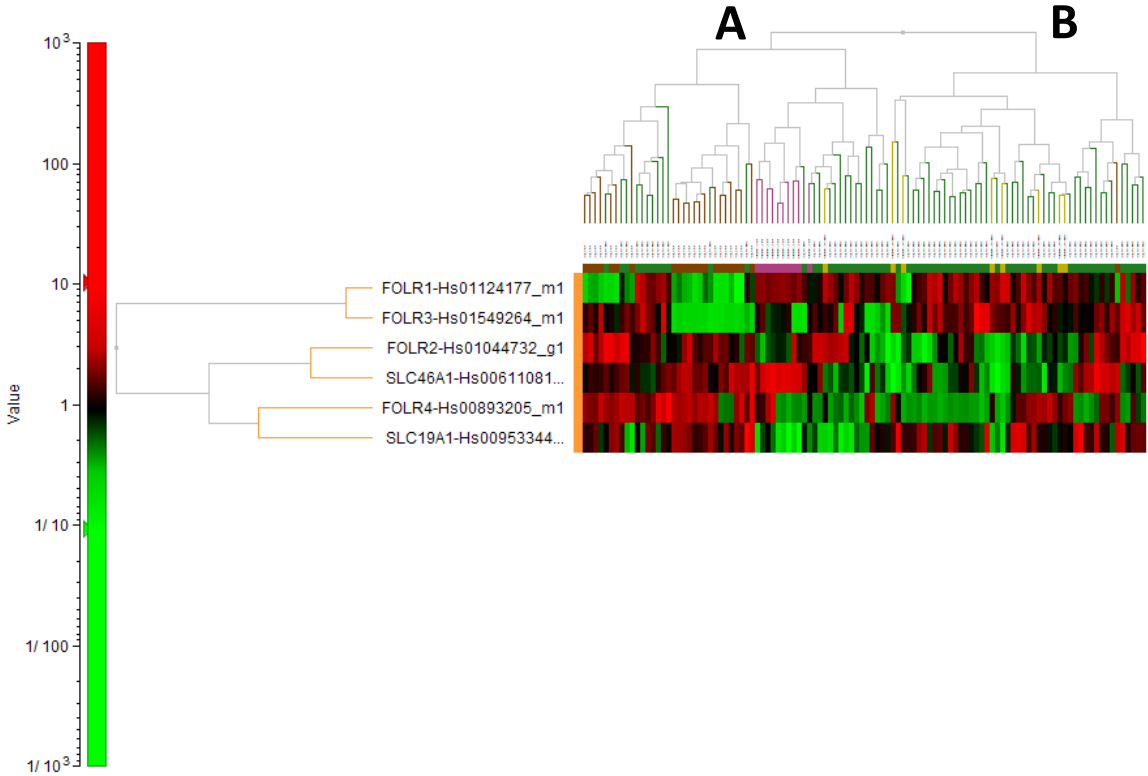 A
B
10³
100
10
1
1/ 10
1/ 100
1/ 10³
Value
FOLR1-Hs01124177_m1
FOLR3-Hs01549264_m1
FOLR2-Hs01044732_g1
SLC46A1-Hs00611081...
FOLR4-Hs00893205_m1
SLC19A1-Hs00953344...